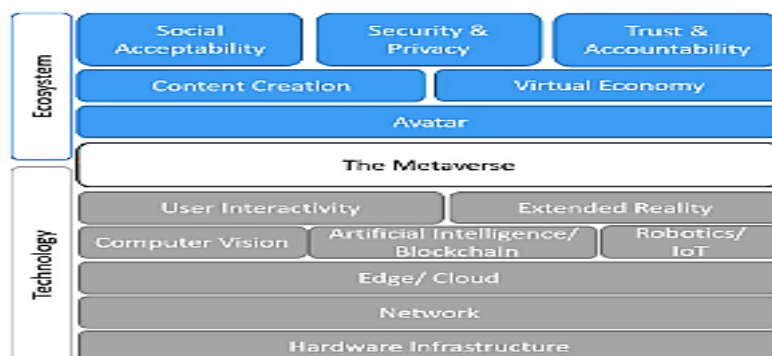 Ecosystem
Social
Acceptability
Security &
Privacy
Trust &
Accountability
Content Creation
Virtual Economy
Avatar
The Metaverse
Technology
User Interactivity
Extended Reality
Computer Vision
Artificial Intelligence/
Blockchain
Robotics/
IoT
Edge/ Cloud
Network
Hardware Infrastructure